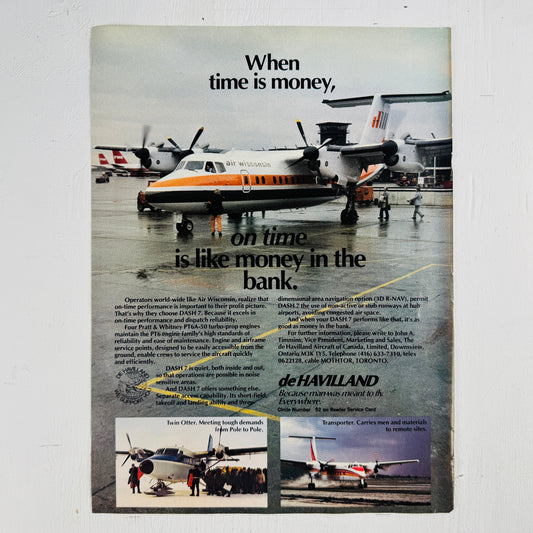 When
time is money,
air wisconsin
on time
is like money in the
bank.
Operators world-wide like Air Wisconsin, realize that
on-time performance is important to their profit picture.
That's why they choose DASH 7. Because it excels in
on-time performance and dispatch reliability.
Four Pratt & Whitney PT6A-50 turbo-prop engines
maintain the PT6 engine family's high standards of
reliability and ease of maintenance. Engine and airframe
service points, designed to be easily accessible from the
ground, enable crews to service the aircraft quickly
and efficiently.
DASH 7 is quiet, both inside and out,
so that operations are possible in noise
sensitive areas.
And DASH 7 offers something else.
Separate access capability. Its short-field,
takeoff and landing ability and three-
dimensional area navigation option (3D R-NAV), permit
DASH 7 the use of non-active or stub runways at hub
airports, avoiding costly air space congestion.
And when your DASH 7 performs like that, it's as
good as money in the bank.
For further information, please write to John A.
Timmins, Vice President, Marketing and Sales, The
de Havilland Aircraft of Canada, Limited, Downsview,
Ontario M3K 1Y5. Telephone (416) 633-7310, telex
0622128, cable MOTHTOR, TORONTO.
de HAVILLAND
Because man was meant to fly.
Everywhere.
Circle Number 52 on Reader Service Card
Twin Otter. Meeting tough demands
from Pole to Pole.
Transporter. Carries men and materials
to remote sites.